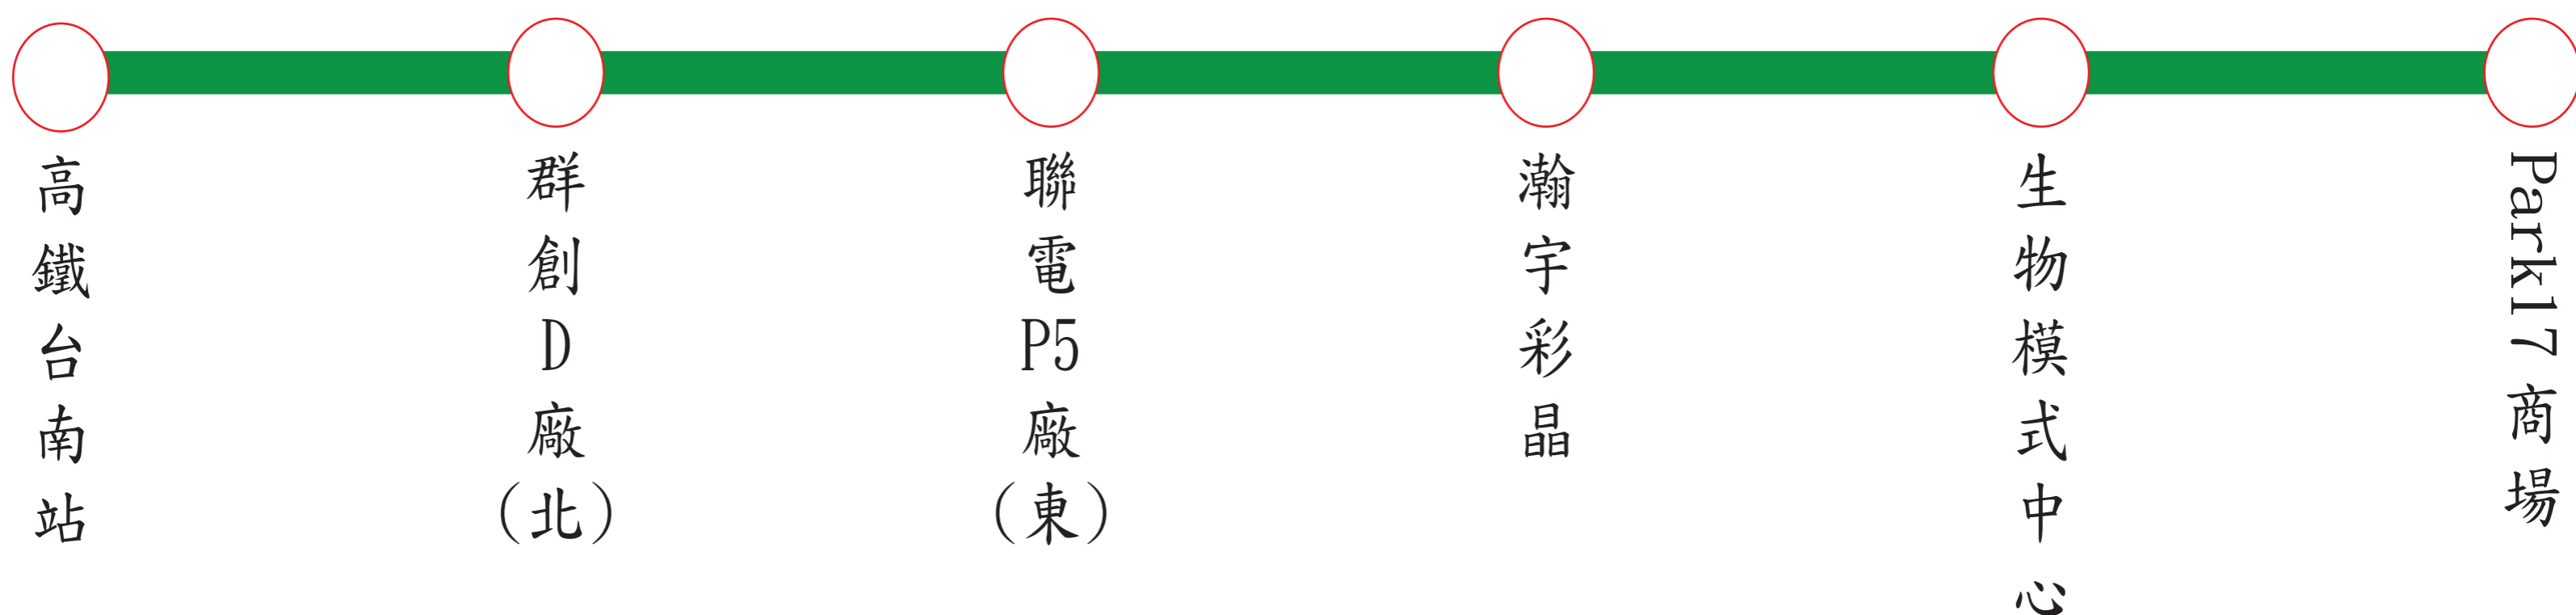 高鐵台南站
群創D廠(北)
聯電P5廠(東)
瀚宇彩晶
生物模式中心
Park17商場